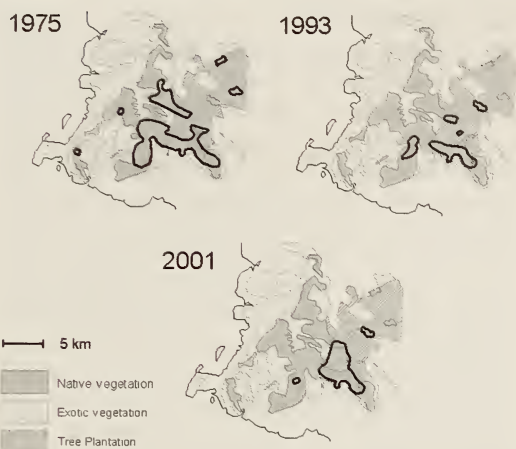 1975
1993
2001
5 km
Native vegetation
Exotic vegetation
Tree Plantation